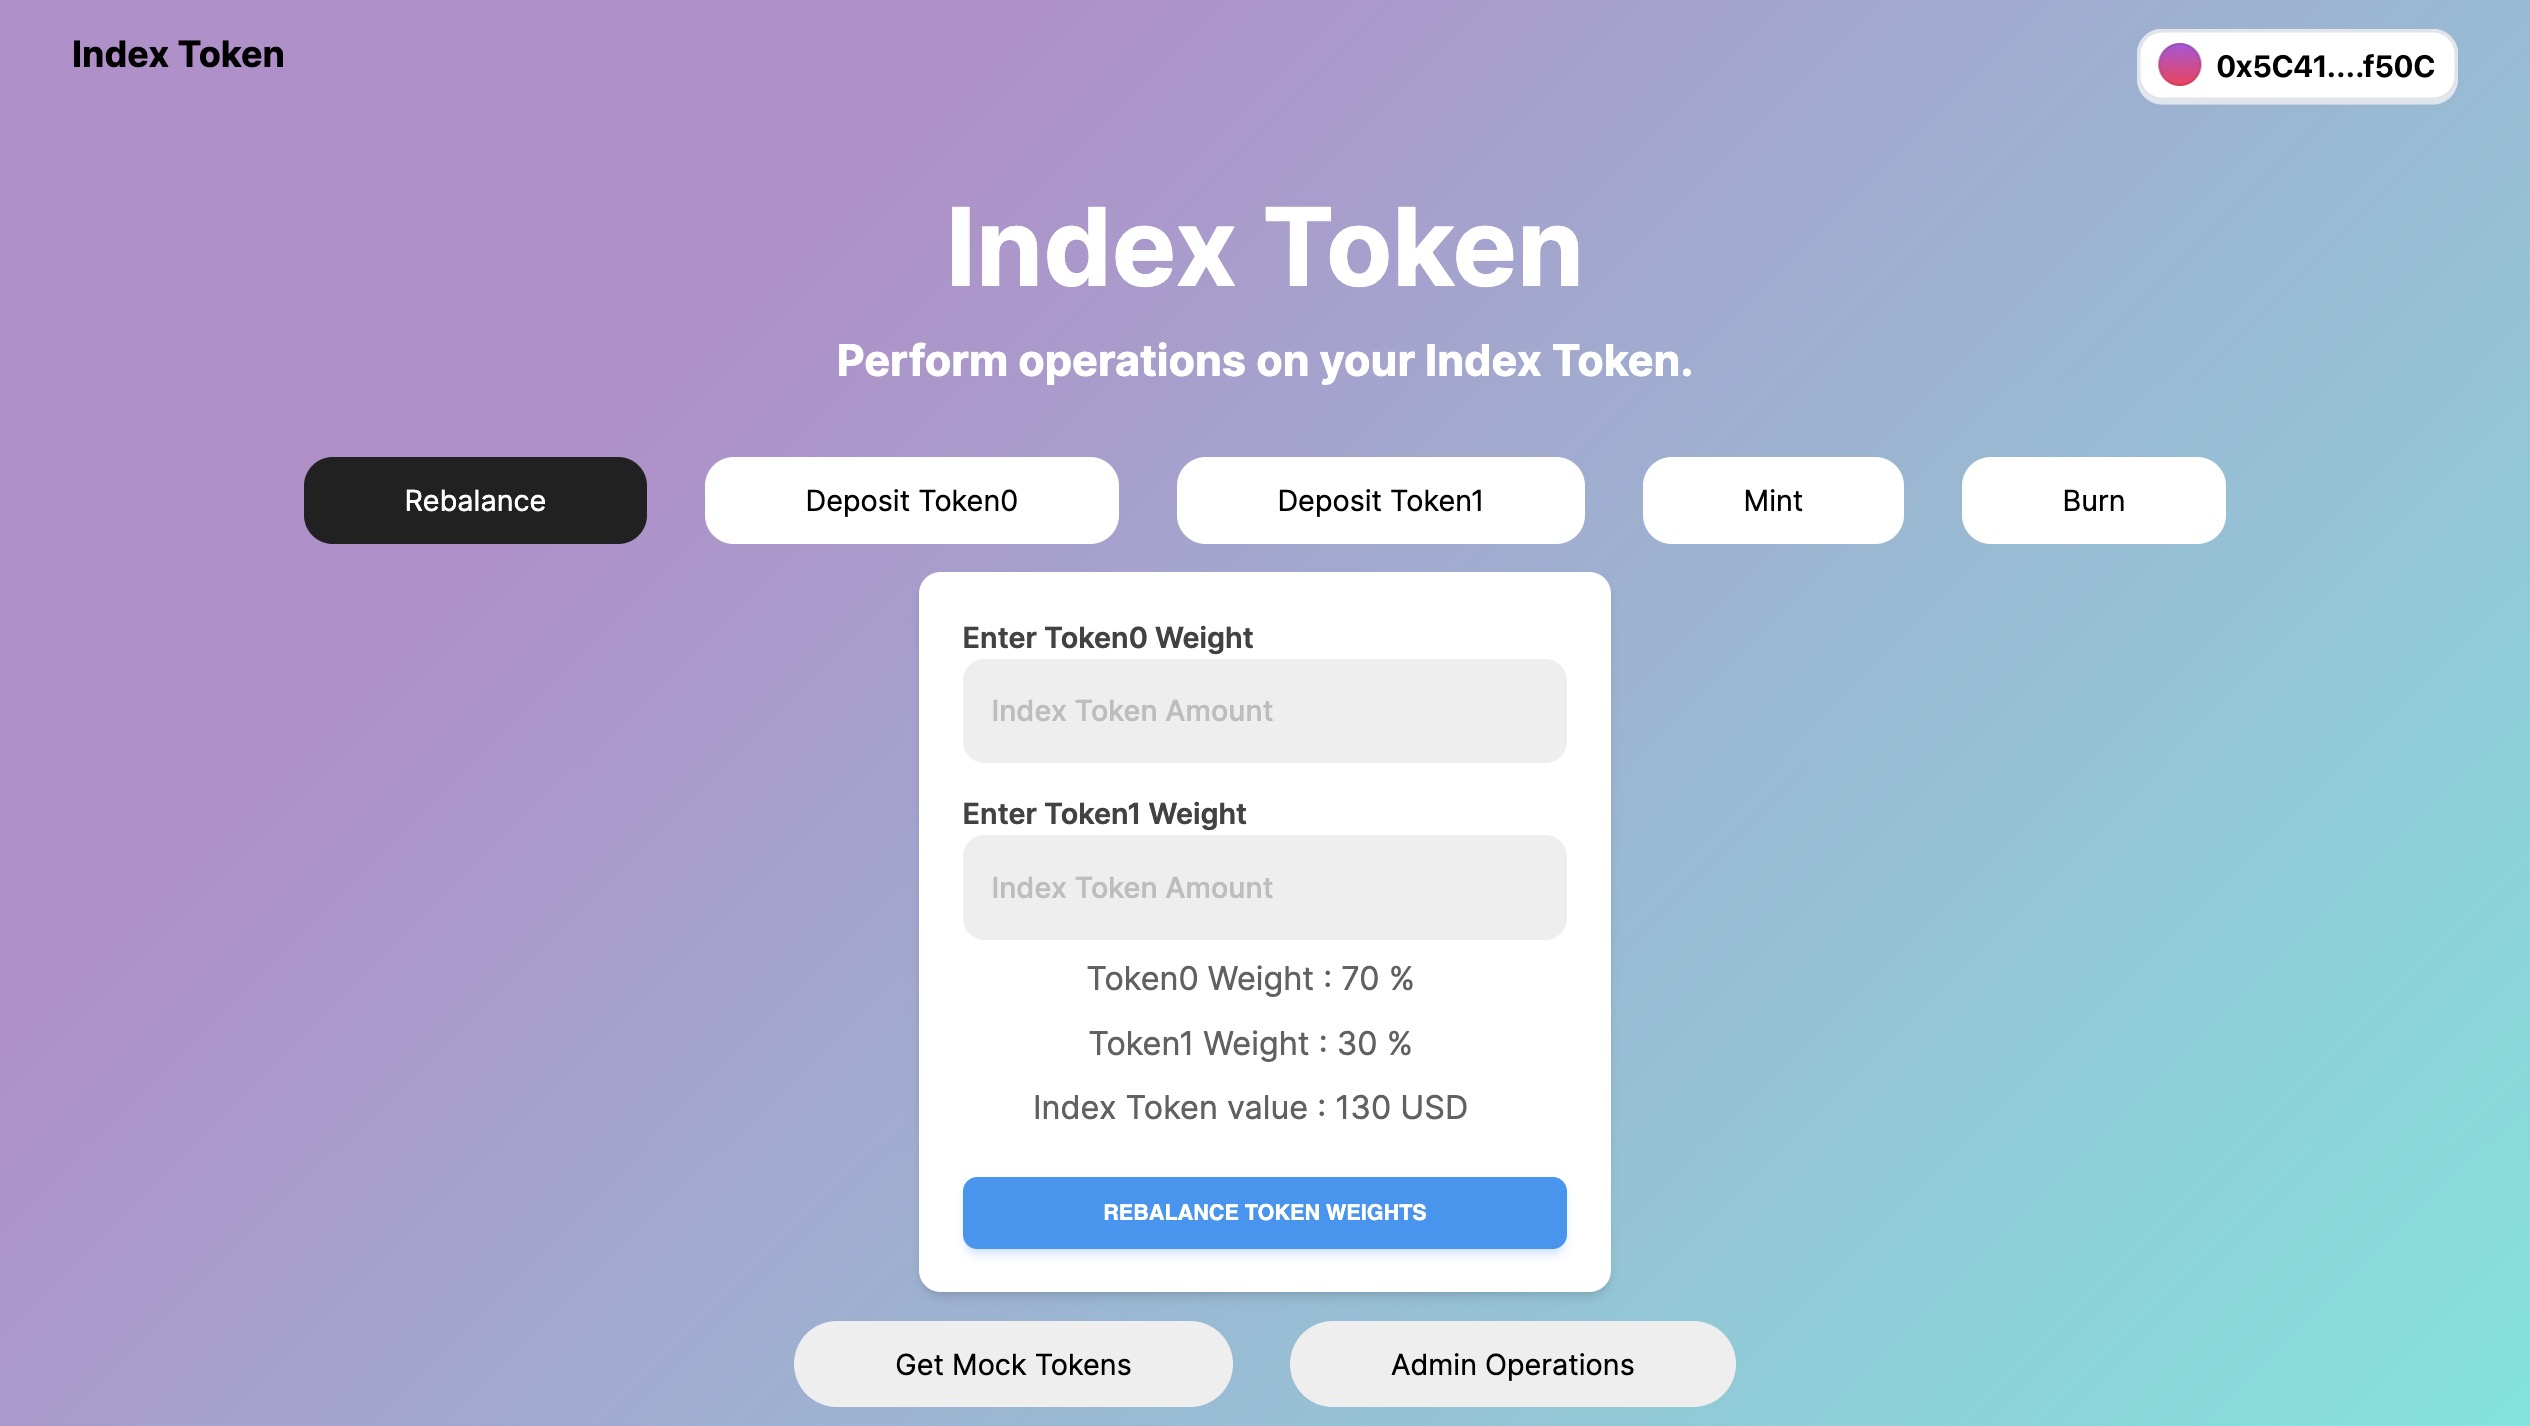 Index Token
0x5C41....f50C
Index Token
Perform operations on your Index Token.
Rebalance
Deposit Token0
Deposit Token1
Mint
Burn
Enter Token0 Weight
Index Token Amount
Enter Token1 Weight
Index Token Amount
Token0 Weight : 70 %
Token1 Weight : 30 %
Index Token value : 130 USD
REBALANCE TOKEN WEIGHTS
Get Mock Tokens
Admin Operations